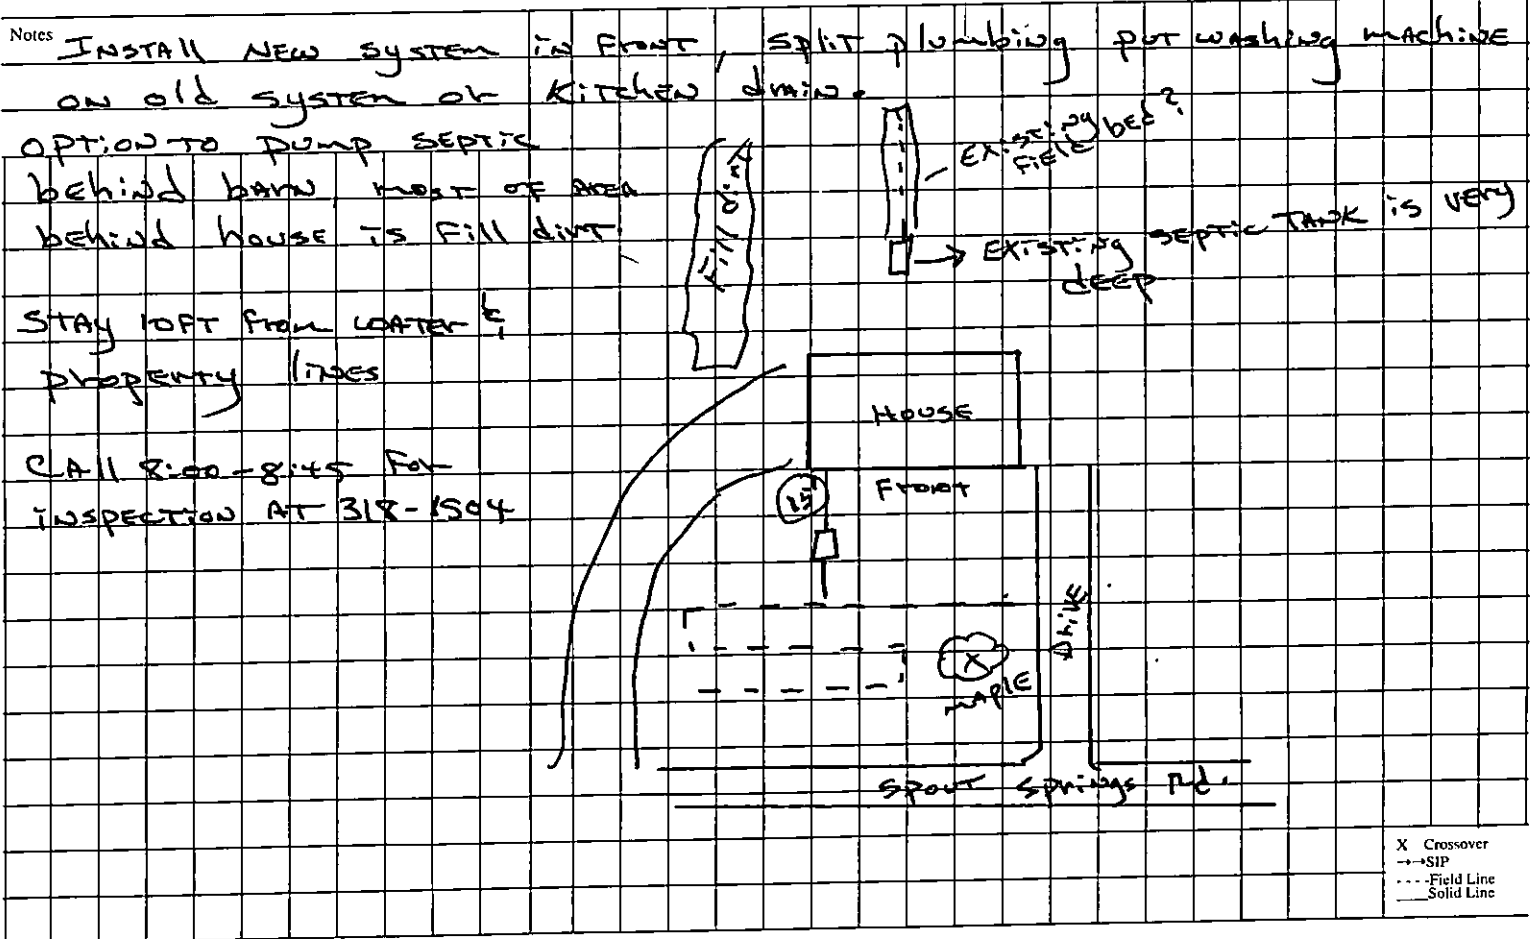 Notes
INSTALL NEW SYSTEM in FRONT, Split plumbing put washing machine
ON old SYSTEM or KITCHEN drain.
OPTION TO PUMP SEPTIC
behind barn, most of AREA
behind house is Fill dirt
STAY 10FT from WATER &
property lines
CALL 8:00-8:45 For
INSPECTION AT 318-1504
Fill Dirt
EXISTING bed?
FIELD
EXISTING SEPTIC TANK is very
deep
HOUSE
FRONT
15'
Drive
X
MAPLE
Spout Springs Rd.
X Crossover
SIP
Field Line
Solid Line